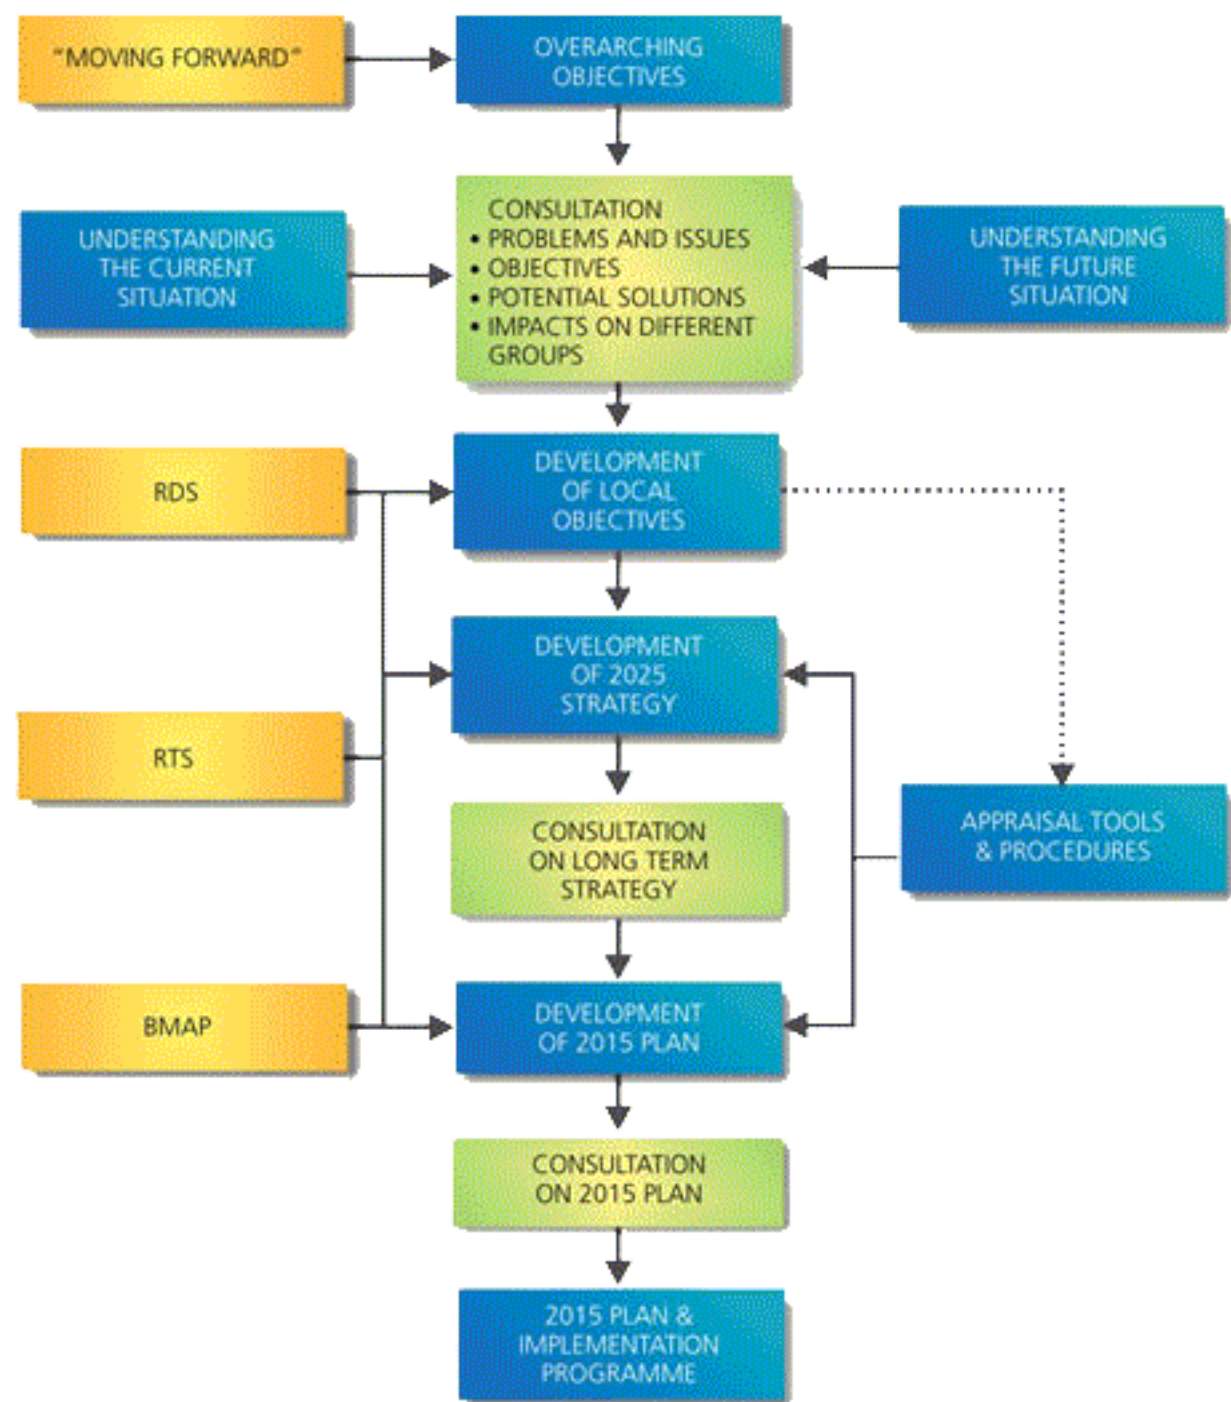 "MOVING FORWARD"
OVERARCHING
OBJECTIVES
UNDERSTANDING
THE CURRENT
SITUATION
CONSULTATION
• PROBLEMS AND ISSUES
• OBJECTIVES
• POTENTIAL SOLUTIONS
• IMPACTS ON DIFFERENT
GROUPS
UNDERSTANDING
THE FUTURE
SITUATION
RDS
DEVELOPMENT
OF LOCAL
OBJECTIVES
DEVELOPMENT
OF 2025
STRATEGY
RTS
CONSULTATION
ON LONG TERM
STRATEGY
APPRAISAL TOOLS
& PROCEDURES
BMAP
DEVELOPMENT
OF 2015 PLAN
CONSULTATION
ON 2015 PLAN
2015 PLAN &
IMPLEMENTATION
PROGRAMME